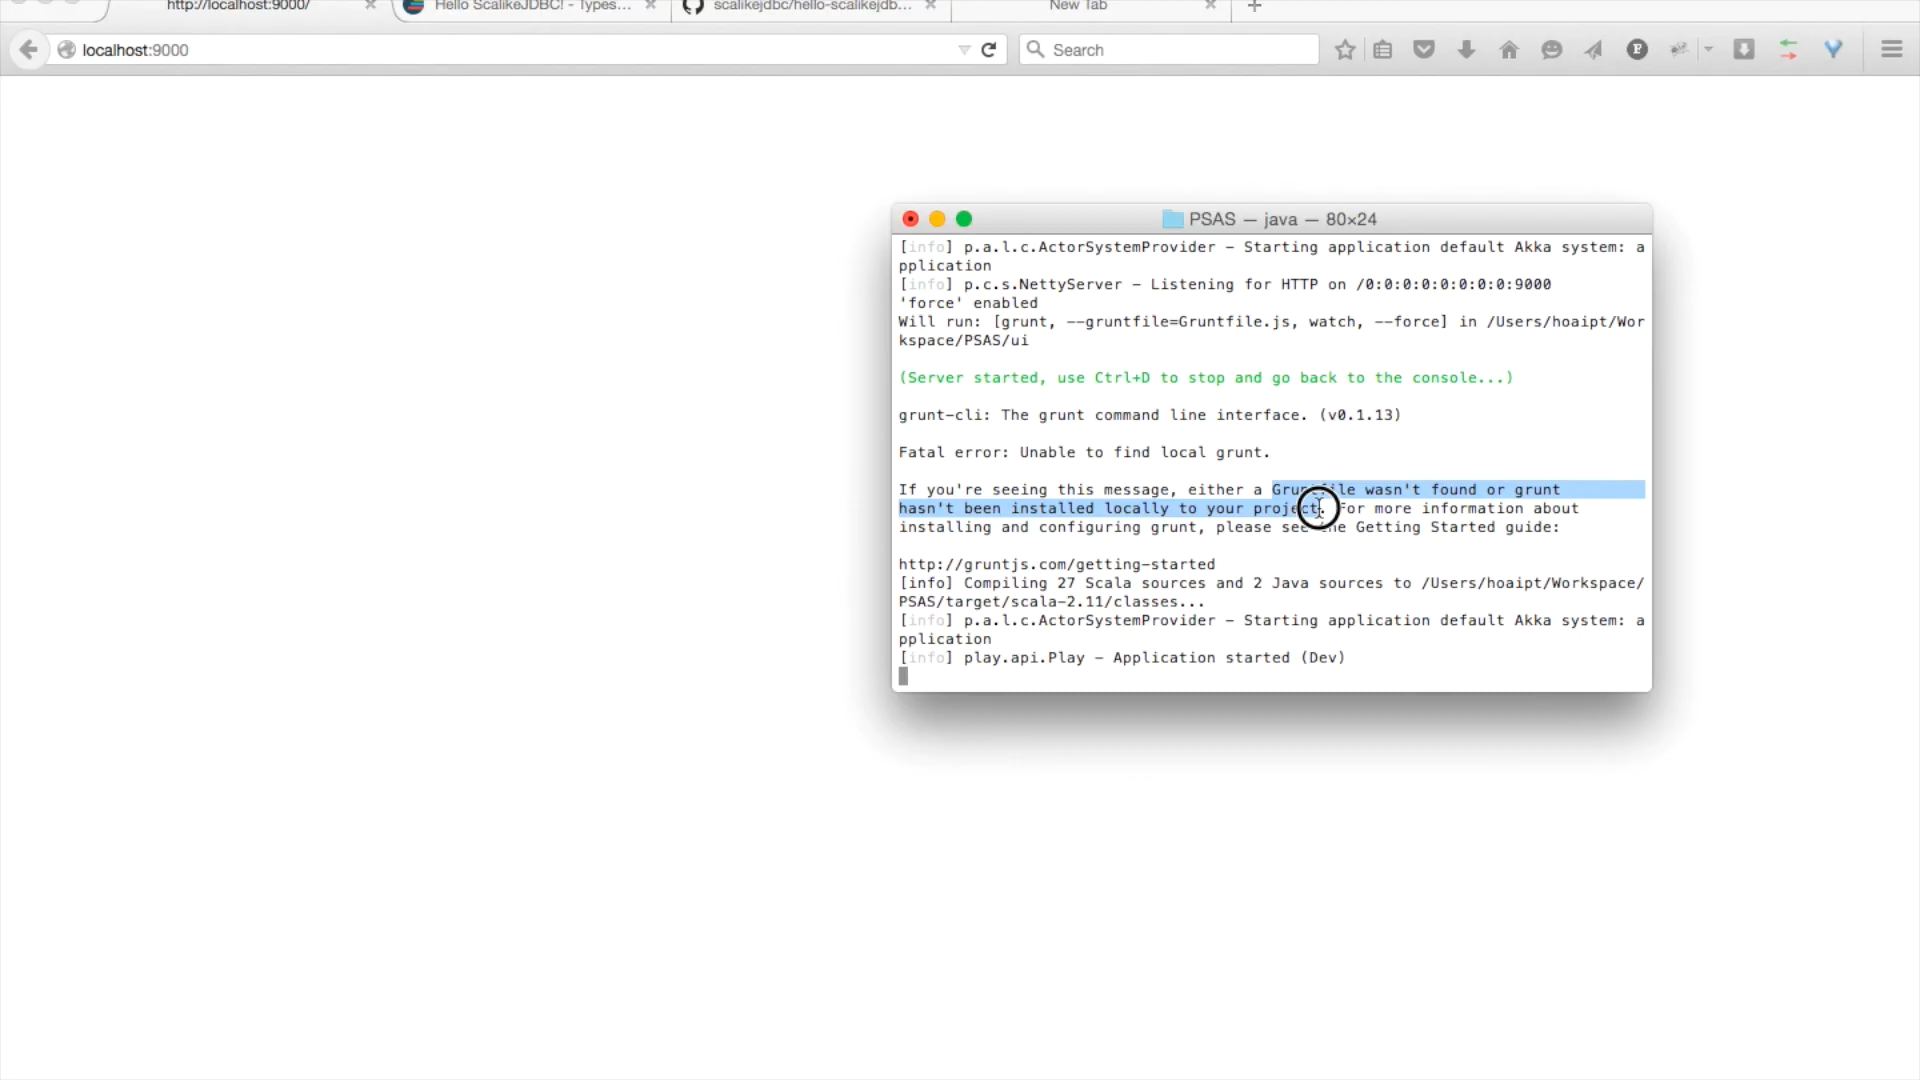 http://localhost:9000/
Hello ScalikeJDBC! - Types...
scalikejdbc/hello-scalikejdb...
New Tab
localhost:9000
Search
PSAS — java — 80×24
[info] p.a.l.c.ActorSystemProvider - Starting application default Akka system: a
pplication
[info] p.c.s.NettyServer - Listening for HTTP on /0:0:0:0:0:0:0:0:9000
'force' enabled
Will run: [grunt, --gruntfile=Gruntfile.js, watch, --force] in /Users/hoaipt/Wor
kspace/PSAS/ui
(Server started, use Ctrl+D to stop and go back to the console...)
grunt-cli: The grunt command line interface. (v0.1.13)
Fatal error: Unable to find local grunt.
If you're seeing this message, either a Gruntfile wasn't found or grunt
hasn't been installed locally to your project. For more information about
installing and configuring grunt, please see the Getting Started guide:
http://gruntjs.com/getting-started
[info] Compiling 27 Scala sources and 2 Java sources to /Users/hoaipt/Workspace/
PSAS/target/scala-2.11/classes...
[info] p.a.l.c.ActorSystemProvider - Starting application default Akka system: a
pplication
[info] play.api.Play - Application started (Dev)